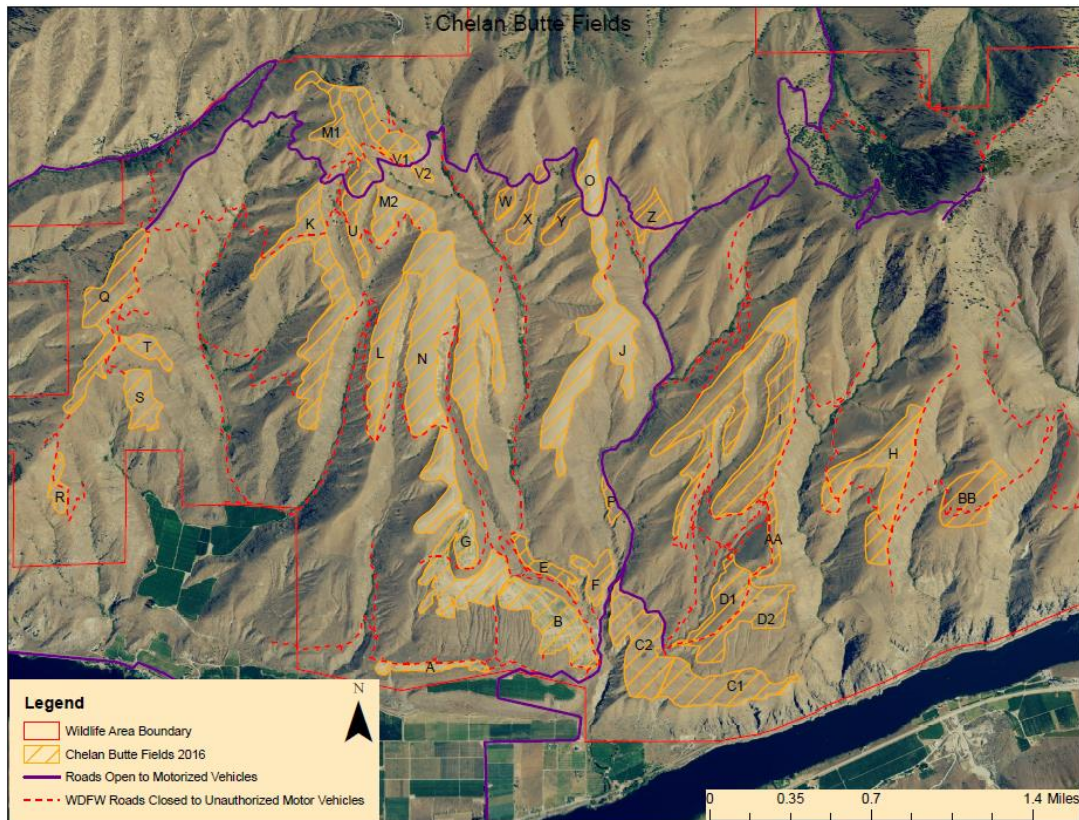 Chelan Butte Fields
M1
V1
V2
O
W
X
Y
Z
M2
K
U
Q
T
S
L
N
J
I
H
R
BB
P
G
E
F
AA
B
D1
D2
C2
A
C1
Legend
Wildlife Area Boundary
Chelan Butte Fields 2016
Roads Open to Motorized Vehicles
WDFW Roads Closed to Unauthorized Motor Vehicles
N
0 0.35 0.7 1.4 Miles